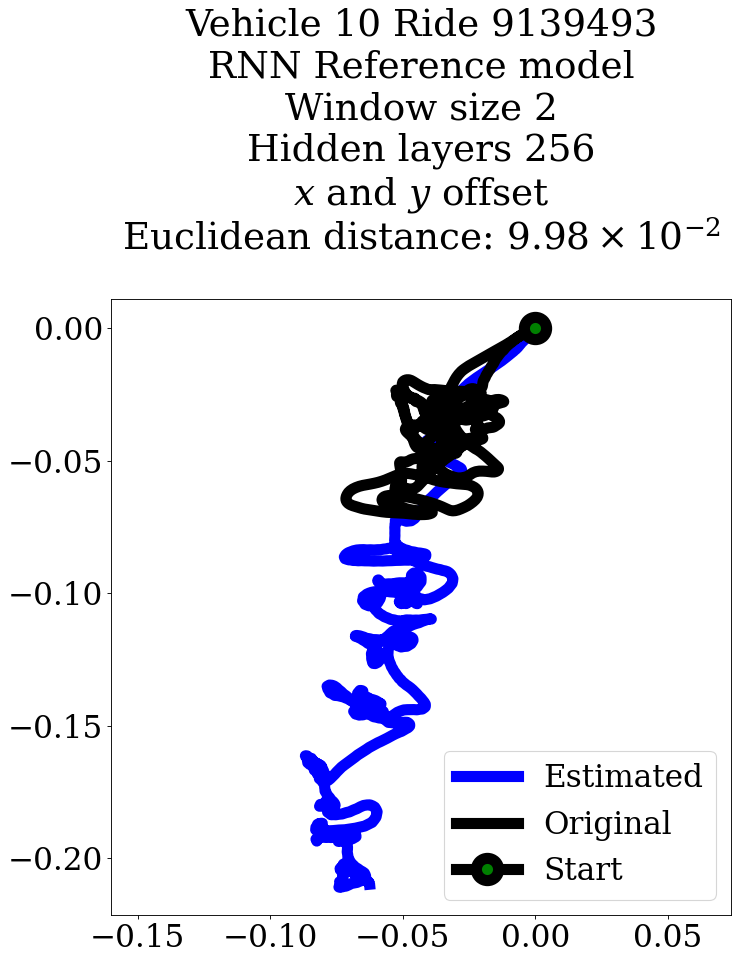 Vehicle 10 Ride 9139493
RNN Reference model
Window size 2
Hidden layers 256
x and y offset
Euclidean distance: 9.98 × 10⁻²
0.00
−0.05
−0.10
−0.15
−0.20
Estimated
Original
Start
−0.15 −0.10 −0.05 0.00 0.05